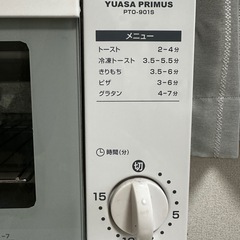 YUASA PRIMUS
PTO-901S
メニュー
トースト 2-4分
冷凍トースト 3.5-5.5分
きりもち 3.5-6分
ピザ 3-6分
グラタン 4-7分
時間(分)
切
15
5